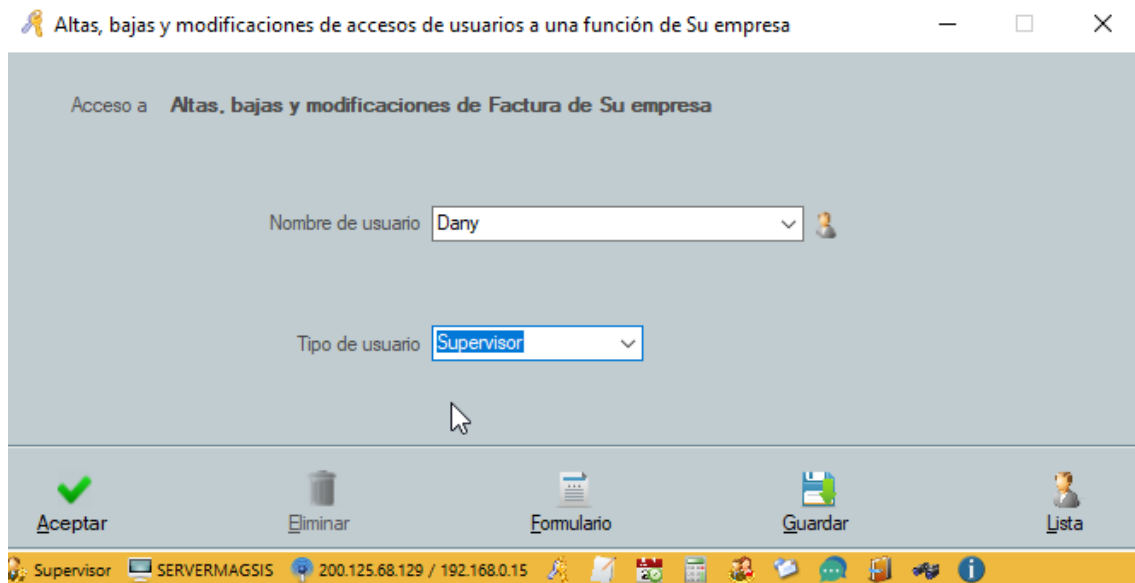 Altas, bajas y modificaciones de accesos de usuarios a una función de Su empresa
Acceso a Altas, bajas y modificaciones de Factura de Su empresa
Nombre de usuario Dany
Tipo de usuario Supervisor
Aceptar Eliminar Formulario Guardar Lista
Supervisor SERVERMAGSIS 200.125.68.129 / 192.168.0.15 20